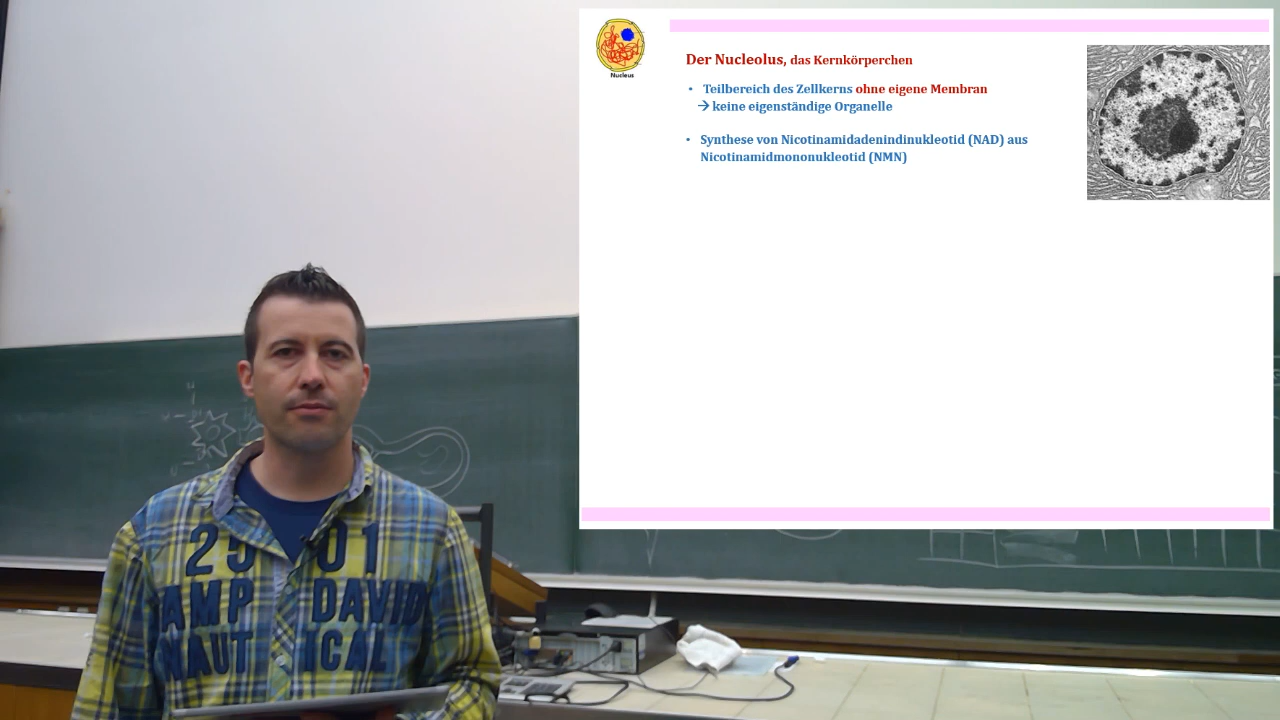 Nucleus
Der Nucleolus, das Kernkörperchen
• Teilbereich des Zellkerns ohne eigene Membran
→ keine eigenständige Organelle
• Synthese von Nicotinamidadenindinukleotid (NAD) aus
Nicotinamidmononukleotid (NMN)
25 01
AMP DAVID
NAUT ICAL